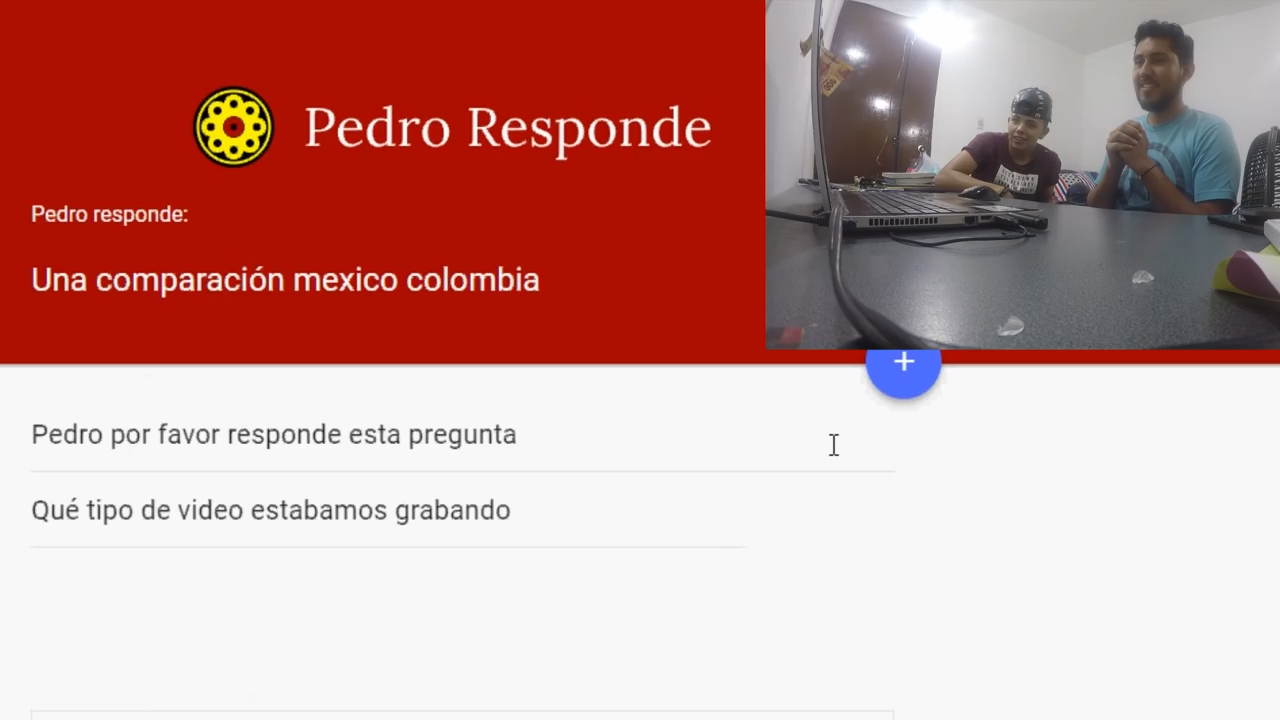 Pedro Responde
Pedro responde:
Una comparación mexico colombia
Pedro por favor responde esta pregunta
Qué tipo de video estabamos grabando